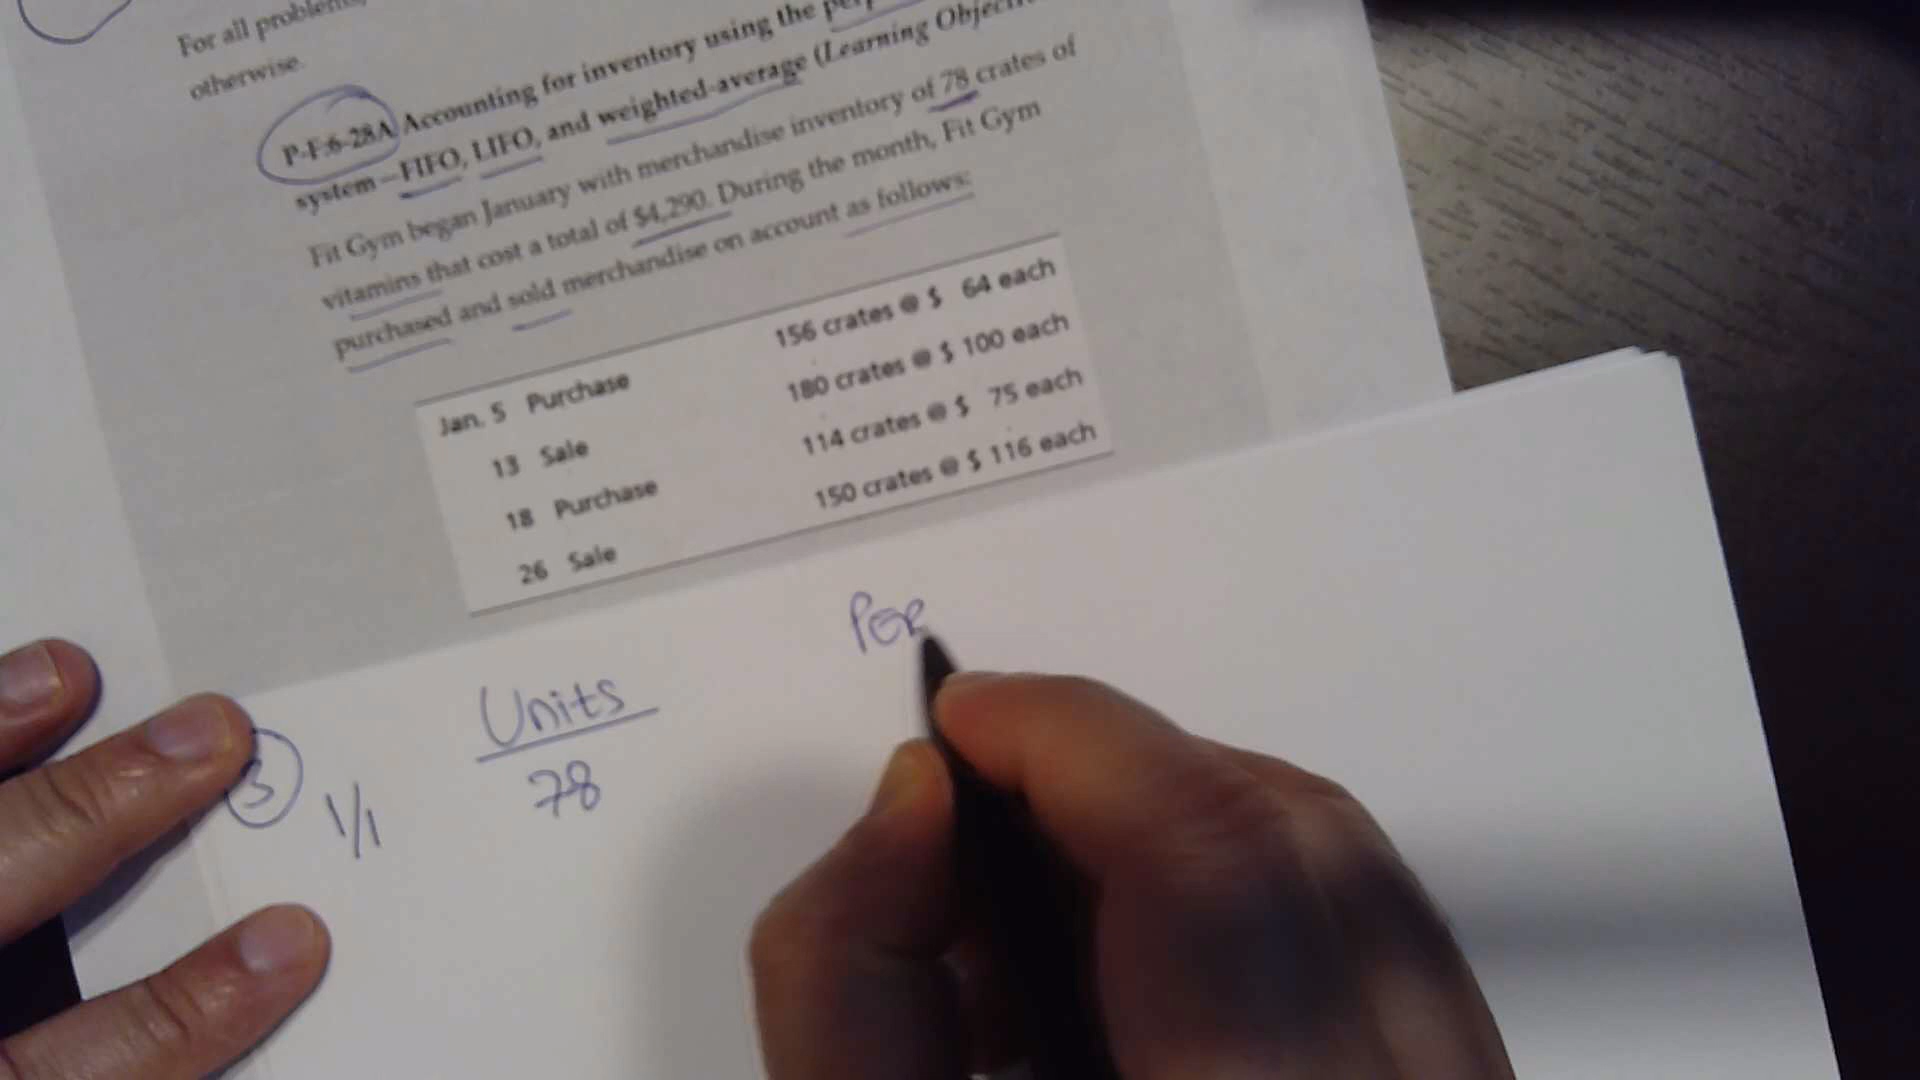 For all problems,
otherwise.
P-F:6-28A Accounting for inventory using the
system—FIFO, LIFO, and weighted-average (Learning
Fit Gym began January with merchandise inventory of 78 crates of
vitamins that cost a total of $4,290. During the month, Fit Gym
purchased and sold merchandise on account as follows:
Jan. 5 Purchase 156 crates @ $ 64 each
13 Sale 180 crates @ $ 100 each
18 Purchase 114 crates @ $ 75 each
26 Sale 150 crates @ $ 116 each
Units PER
3 1/1 78